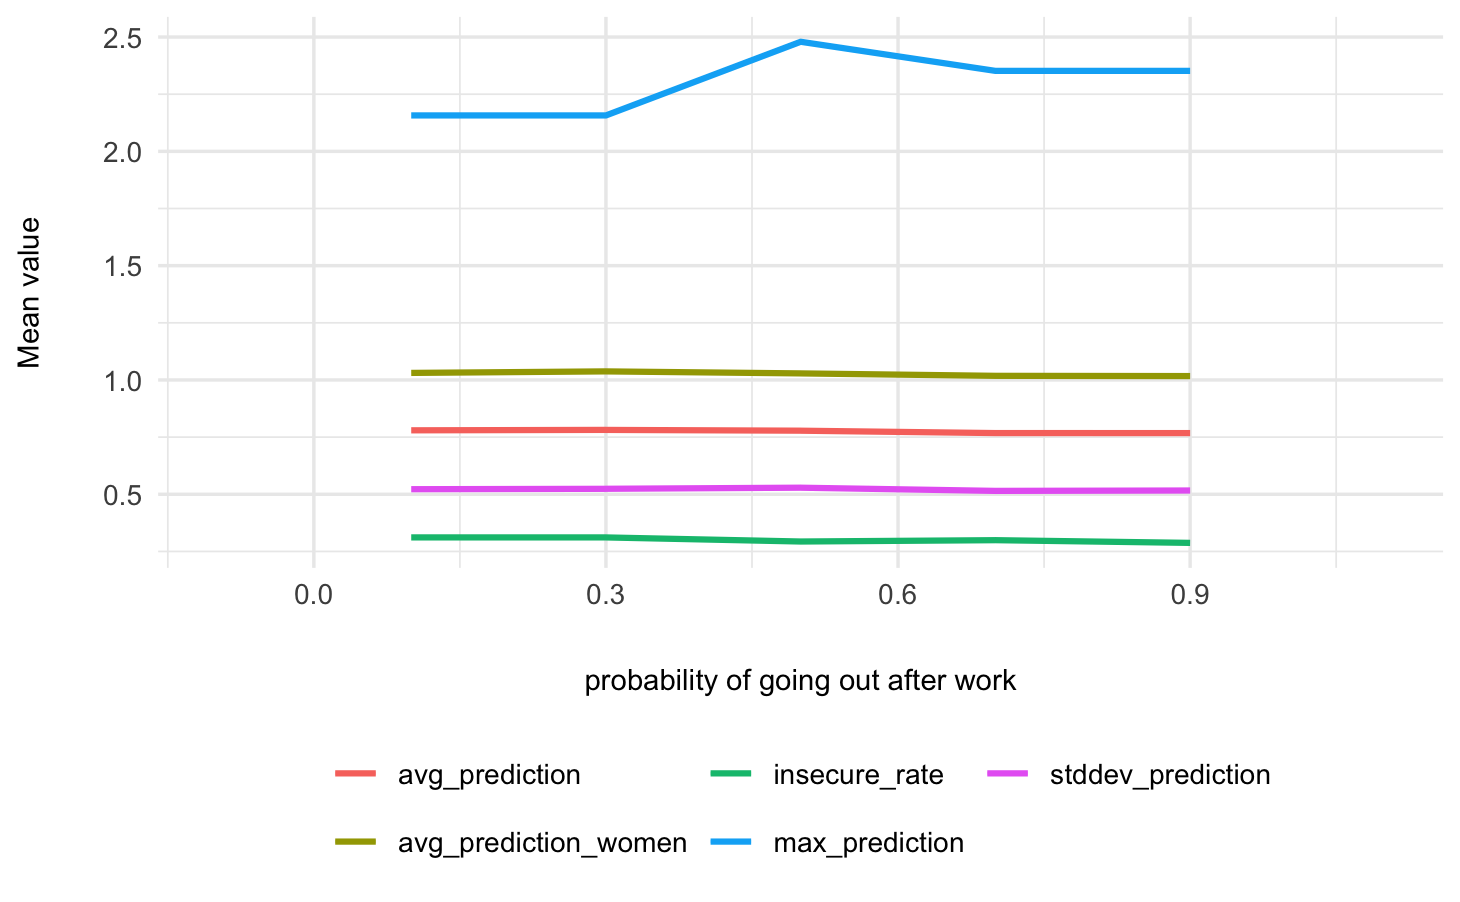 2.5
2.0
1.5
1.0
0.5
Mean value
0.0 0.3 0.6 0.9
probability of going out after work
avg_prediction insecure_rate stddev_prediction
avg_prediction_women max_prediction